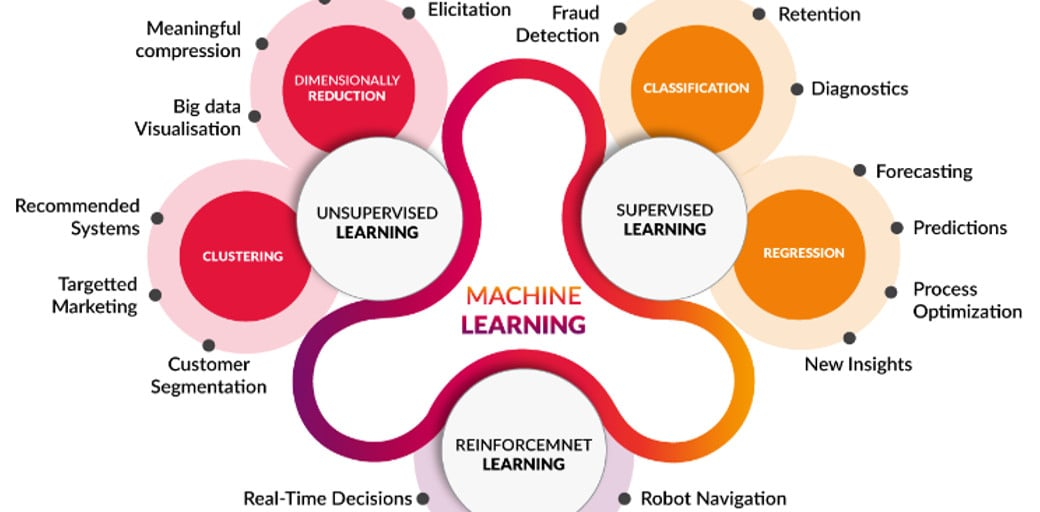 Elicitation
Meaningful
compression
Big data
Visualisation
DIMENSIONALLY
REDUCTION
Recommended
Systems
Targetted
Marketing
Customer
Segmentation
CLUSTERING
UNSUPERVISED
LEARNING
Fraud
Detection
Retention
CLASSIFICATION
Diagnostics
SUPERVISED
LEARNING
Forecasting
Predictions
REGRESSION
Process
Optimization
New Insights
MACHINE
LEARNING
REINFORCEMNET
LEARNING
Real-Time Decisions
Robot Navigation